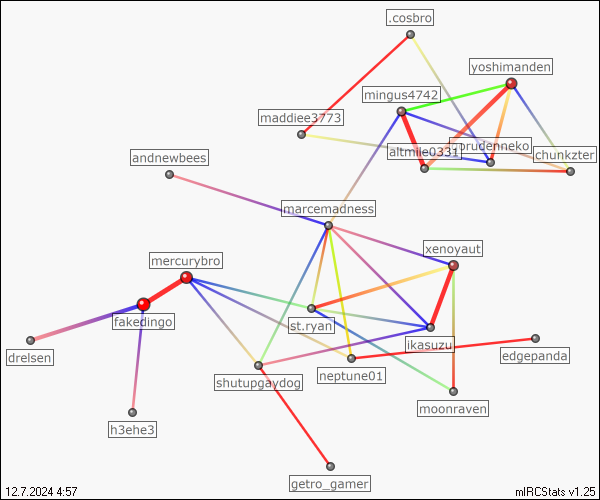 .cosbro
yoshimanden
mingus4742
maddiee3773
altmile0331
prudenneko
chunkzter
andnewbees
marcemadness
xenoyaut
mercurybro
fakedingo
st.ryan
ikasuzu
drelsen
edgepanda
neptune01
shutupgaydog
moonraven
h3ehe3
getro_gamer
12.7.2024 4:57
mIRCStats v1.25